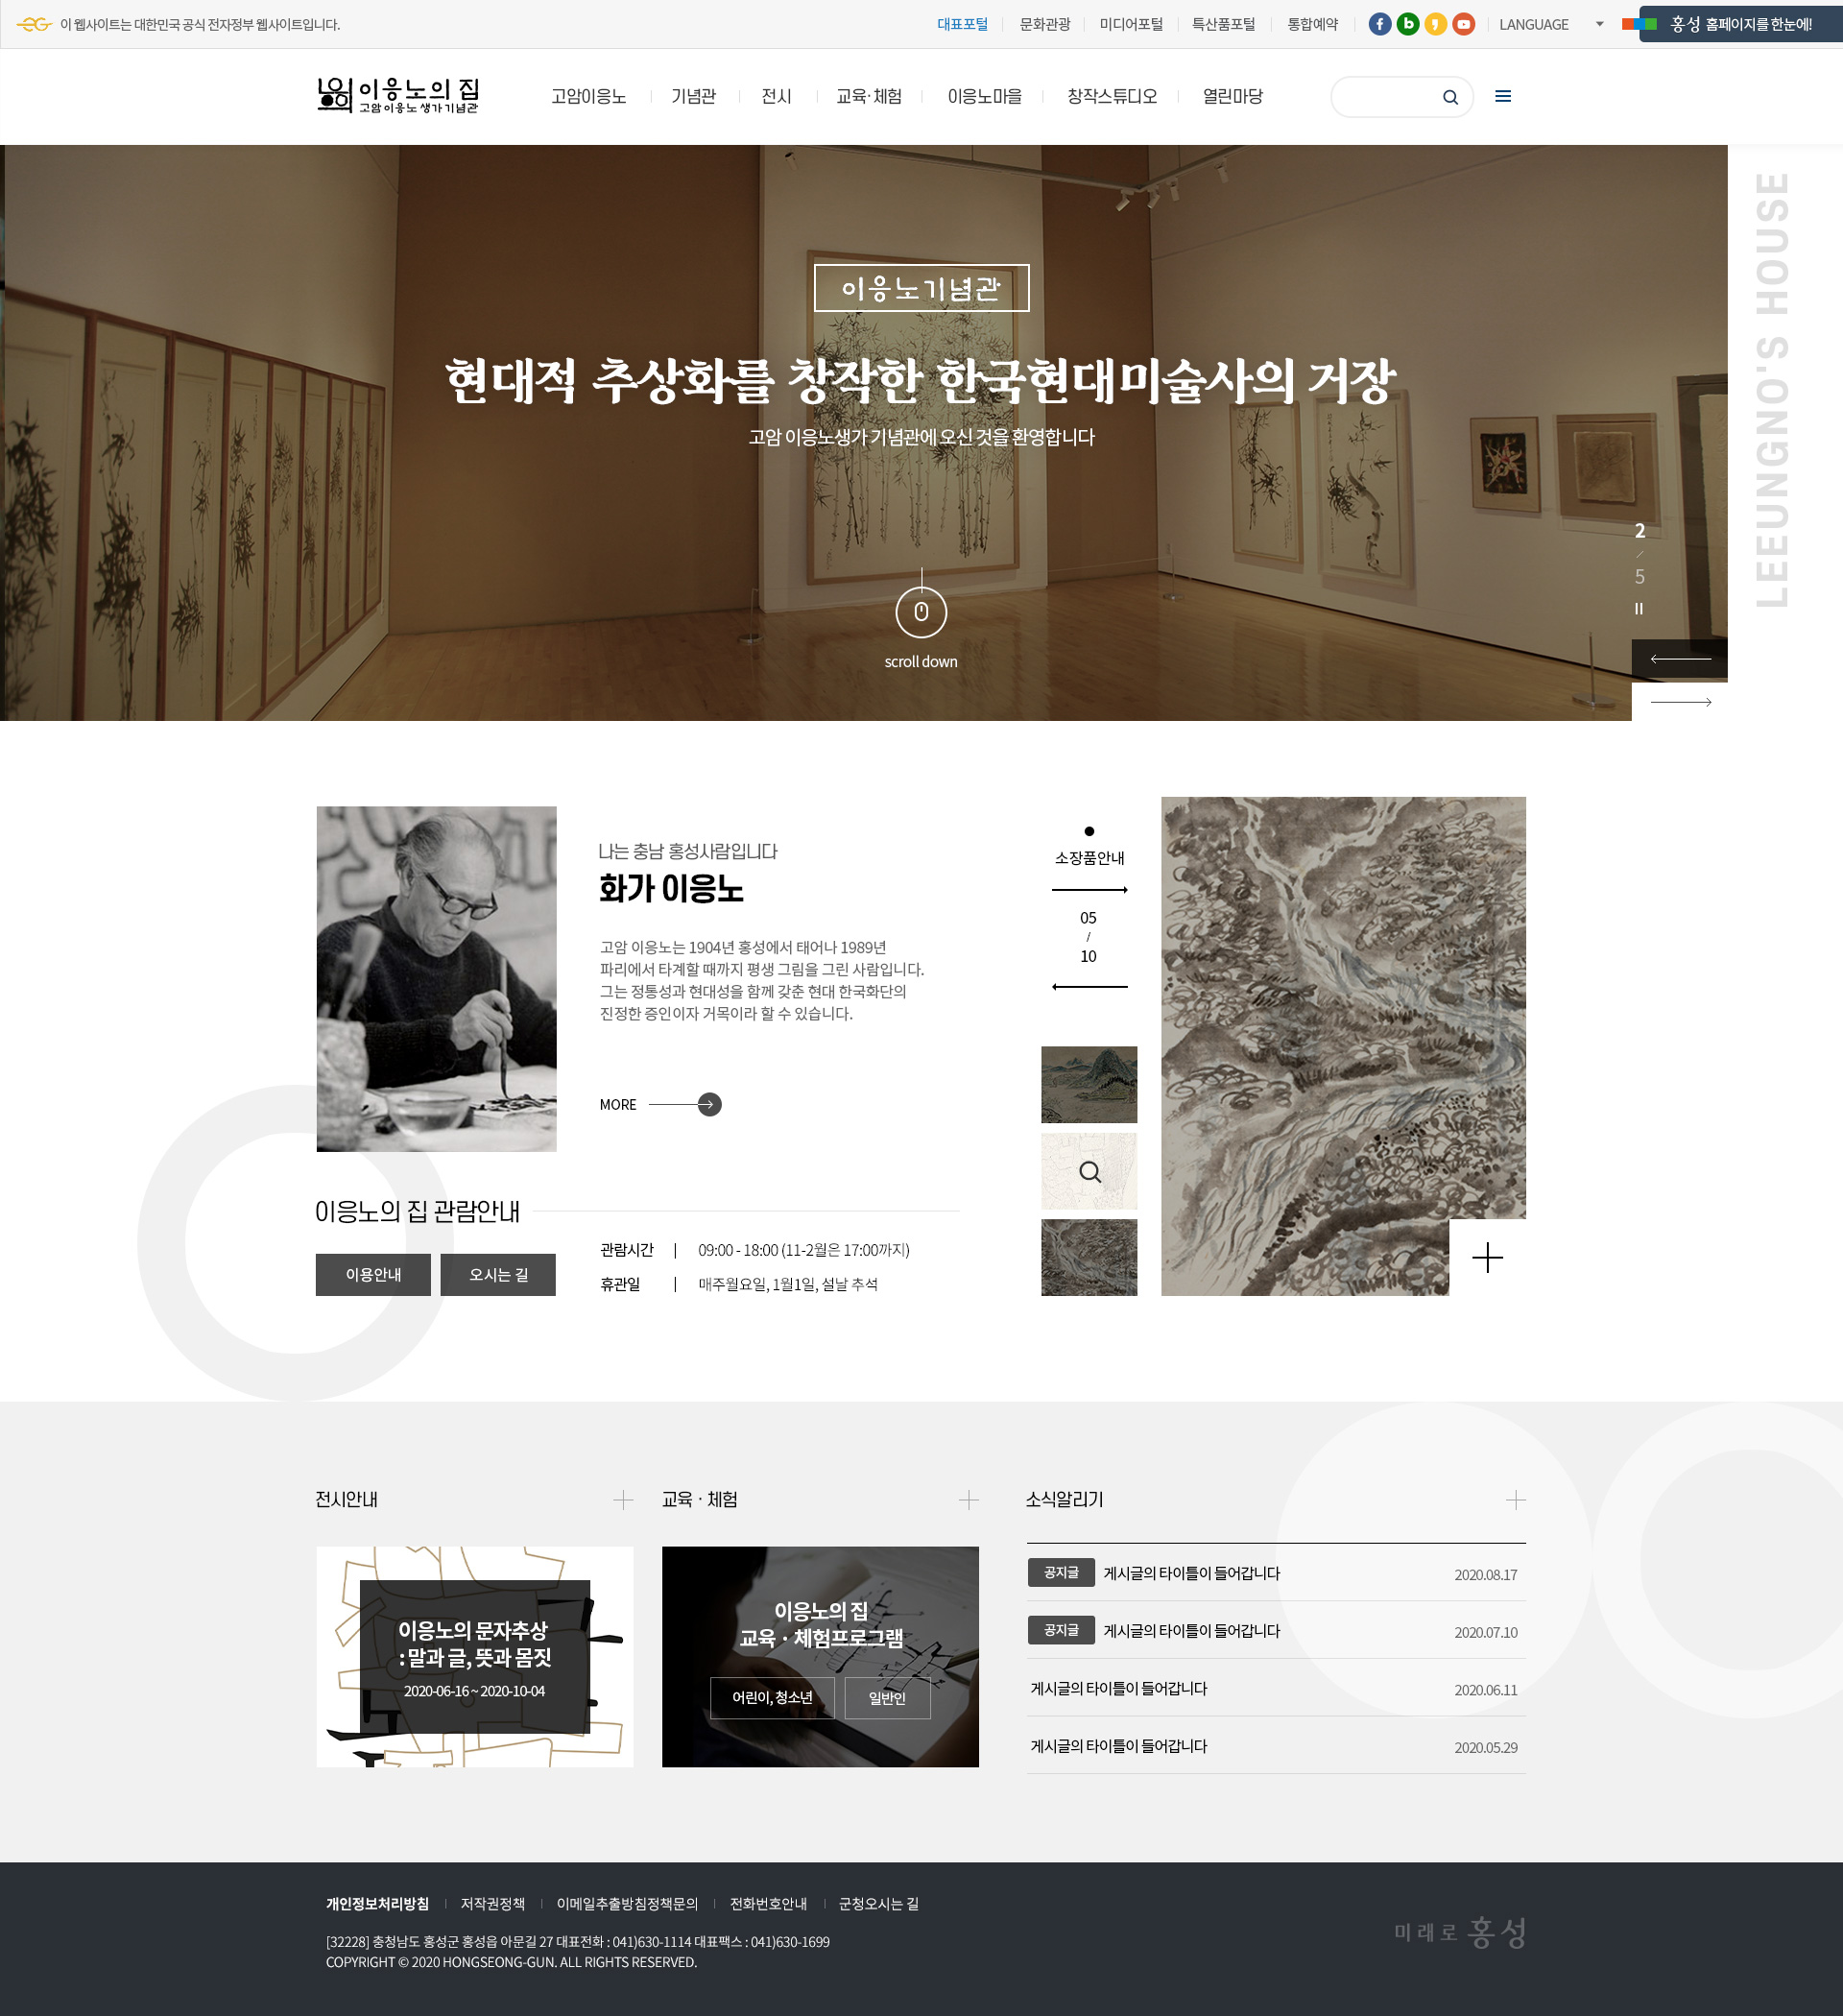 이 웹사이트는 대한민국 공식 전자정부 웹사이트입니다.
대표포털 문화관광 미디어포털 특산품포털 통합예약 LANGUAGE 홍성 홈페이지를 한눈에!
이응노의 집
고암 이응노 생가 기념관
고암이응노 기념관 전시 교육·체험 이응노마을 창작스튜디오 열린마당
LEEUNGNO'S HOUSE
이응노기념관
현대적 추상화를 창작한 한국현대미술사의 거장
고암 이응노생가 기념관에 오신 것을 환영합니다
2
/
5
scroll down
나는 충남 홍성사람입니다
화가 이응노
고암 이응노는 1904년 홍성에서 태어나 1989년
파리에서 타계할 때까지 평생 그림을 그린 사람입니다.
그는 정통성과 현대성을 함께 갖춘 현대 한국화단의
진정한 증인이자 거목이라 할 수 있습니다.
MORE
소장품안내
05
/
10
이응노의 집 관람안내
이용안내 오시는 길
관람시간 | 09:00 - 18:00 (11-2월은 17:00까지)
휴관일 | 매주월요일, 1월1일, 설날 추석
전시안내
이응노의 문자추상
: 말과 글, 뜻과 몸짓
2020-06-16 ~ 2020-10-04
교육 · 체험
이응노의 집
교육 · 체험프로그램
어린이, 청소년 일반인
소식알리기
공지글 게시글의 타이틀이 들어갑니다 2020.08.17
공지글 게시글의 타이틀이 들어갑니다 2020.07.10
게시글의 타이틀이 들어갑니다 2020.06.11
게시글의 타이틀이 들어갑니다 2020.05.29
개인정보처리방침 저작권정책 이메일추출방침정책문의 전화번호안내 군청오시는 길
[32228] 충청남도 홍성군 홍성읍 아문길 27 대표전화 : 041)630-1114 대표팩스 : 041)630-1699
COPYRIGHT © 2020 HONGSEONG-GUN. ALL RIGHTS RESERVED.
미래로 홍성